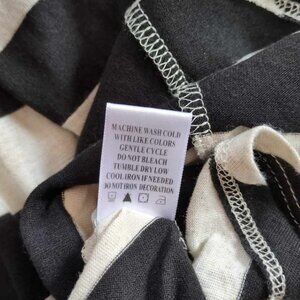 MACHINE WASH COLD
WITH LIKE COLORS
GENTLE CYCLE
DO NOT BLEACH
TUMBLE DRY LOW
COOL IRON IF NEEDED
DO NOT IRON DECORATION